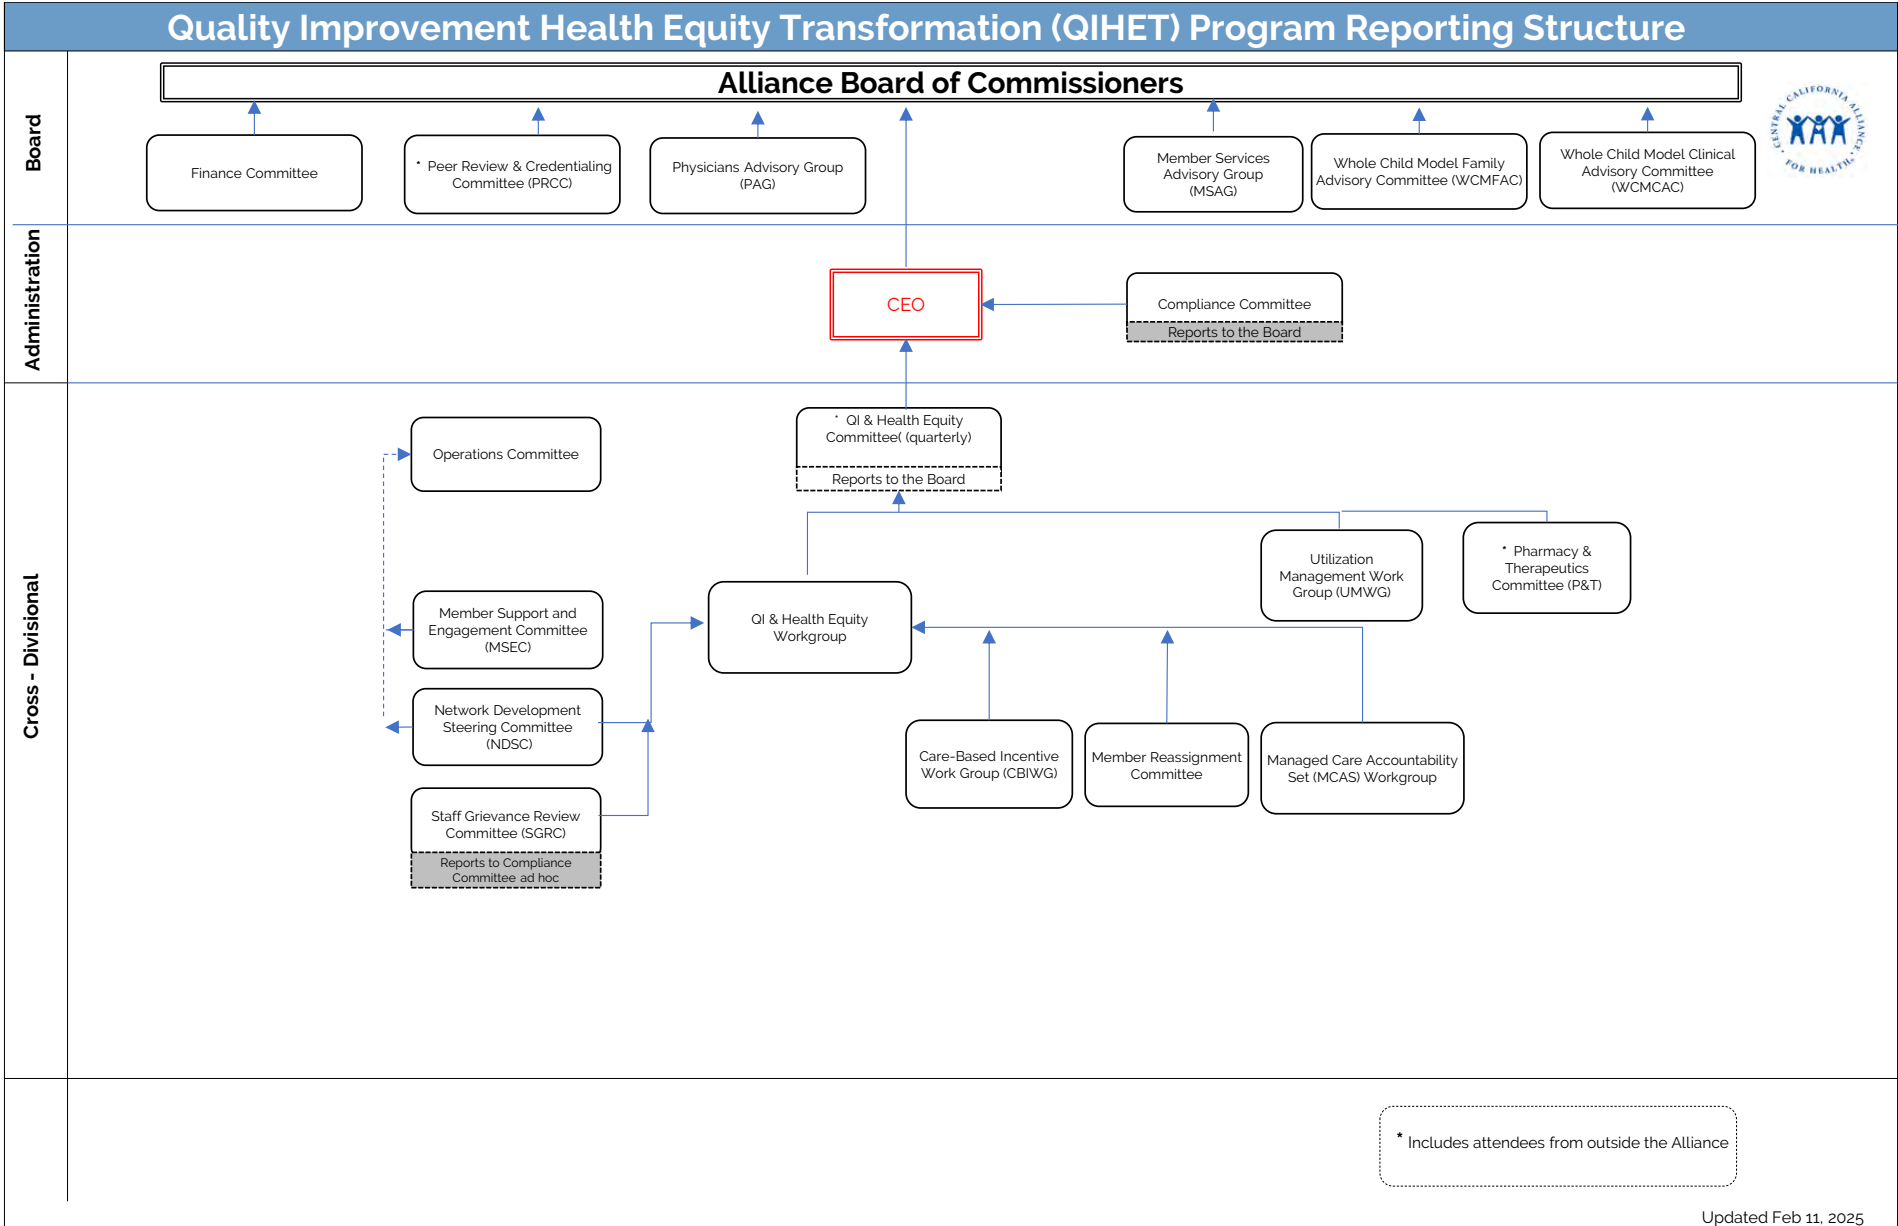 Quality Improvement Health Equity Transformation (QIHET) Program Reporting Structure
Board
Alliance Board of Commissioners
CENTRAL CALIFORNIA ALLIANCE
FOR HEALTH
Finance Committee
* Peer Review & Credentialing
Committee (PRCC)
Physicians Advisory Group
(PAG)
Member Services
Advisory Group
(MSAG)
Whole Child Model Family
Advisory Committee (WCMFAC)
Whole Child Model Clinical
Advisory Committee
(WCMCAC)
Administration
CEO
Compliance Committee
Reports to the Board
Cross - Divisional
Operations Committee
* QI & Health Equity
Committee( (quarterly)
Reports to the Board
Utilization
Management Work
Group (UMWG)
* Pharmacy &
Therapeutics
Committee (P&T)
Member Support and
Engagement Committee
(MSEC)
QI & Health Equity
Workgroup
Network Development
Steering Committee
(NDSC)
Care-Based Incentive
Work Group (CBIWG)
Member Reassignment
Committee
Managed Care Accountability
Set (MCAS) Workgroup
Staff Grievance Review
Committee (SGRC)
Reports to Compliance
Committee ad hoc
* Includes attendees from outside the Alliance
Updated Feb 11, 2025